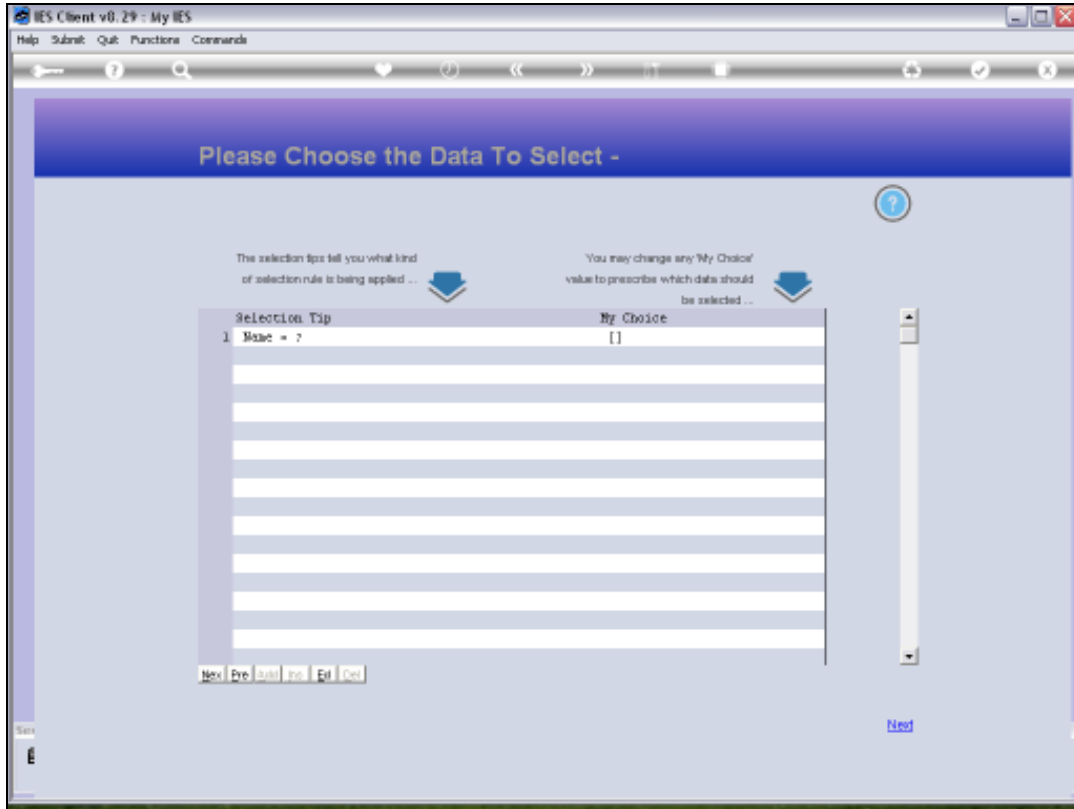 IES Client v8.29 : My IES
Help Submit Quit Functions Commands
Please Choose the Data To Select -
The selection tips tell you what kind
of selection rule is being applied ...
You may change any 'My Choice'
value to prescribe which data should
be selected ...
Selection Tip My Choice
1 Name = ? []
Nex Pre Add Ins Ed Del
Next